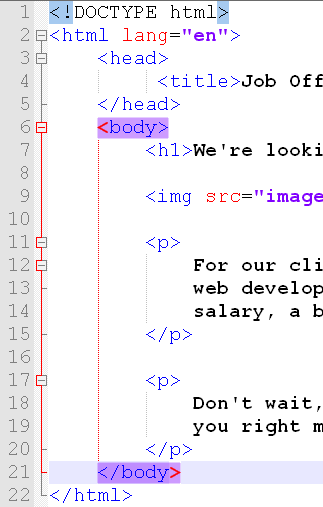 1 <!DOCTYPE html>
2 <html lang="en">
3 <head>
4 <title>Job Off
5 </head>
6 <body>
7 <h1>We're looki
8
9 <img src="image
10
11 <p>
12 For our cli
13 web develop
14 salary, a b
15 </p>
16
17 <p>
18 Don't wait,
19 you right m
20 </p>
21 </body>
22 </html>